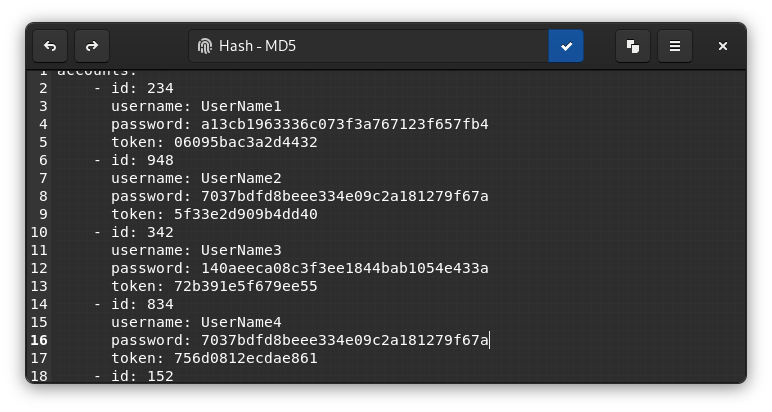 Hash - MD5
1 accounts:
2 - id: 234
3 username: UserName1
4 password: a13cb1963336c073f3a767123f657fb4
5 token: 06095bac3a2d4432
6 - id: 948
7 username: UserName2
8 password: 7037bdfd8beee334e09c2a181279f67a
9 token: 5f33e2d909b4dd40
10 - id: 342
11 username: UserName3
12 password: 140aeeca08c3f3ee1844bab1054e433a
13 token: 72b391e5f679ee55
14 - id: 834
15 username: UserName4
16 password: 7037bdfd8beee334e09c2a181279f67a
17 token: 756d0812ecdae861
18 - id: 152